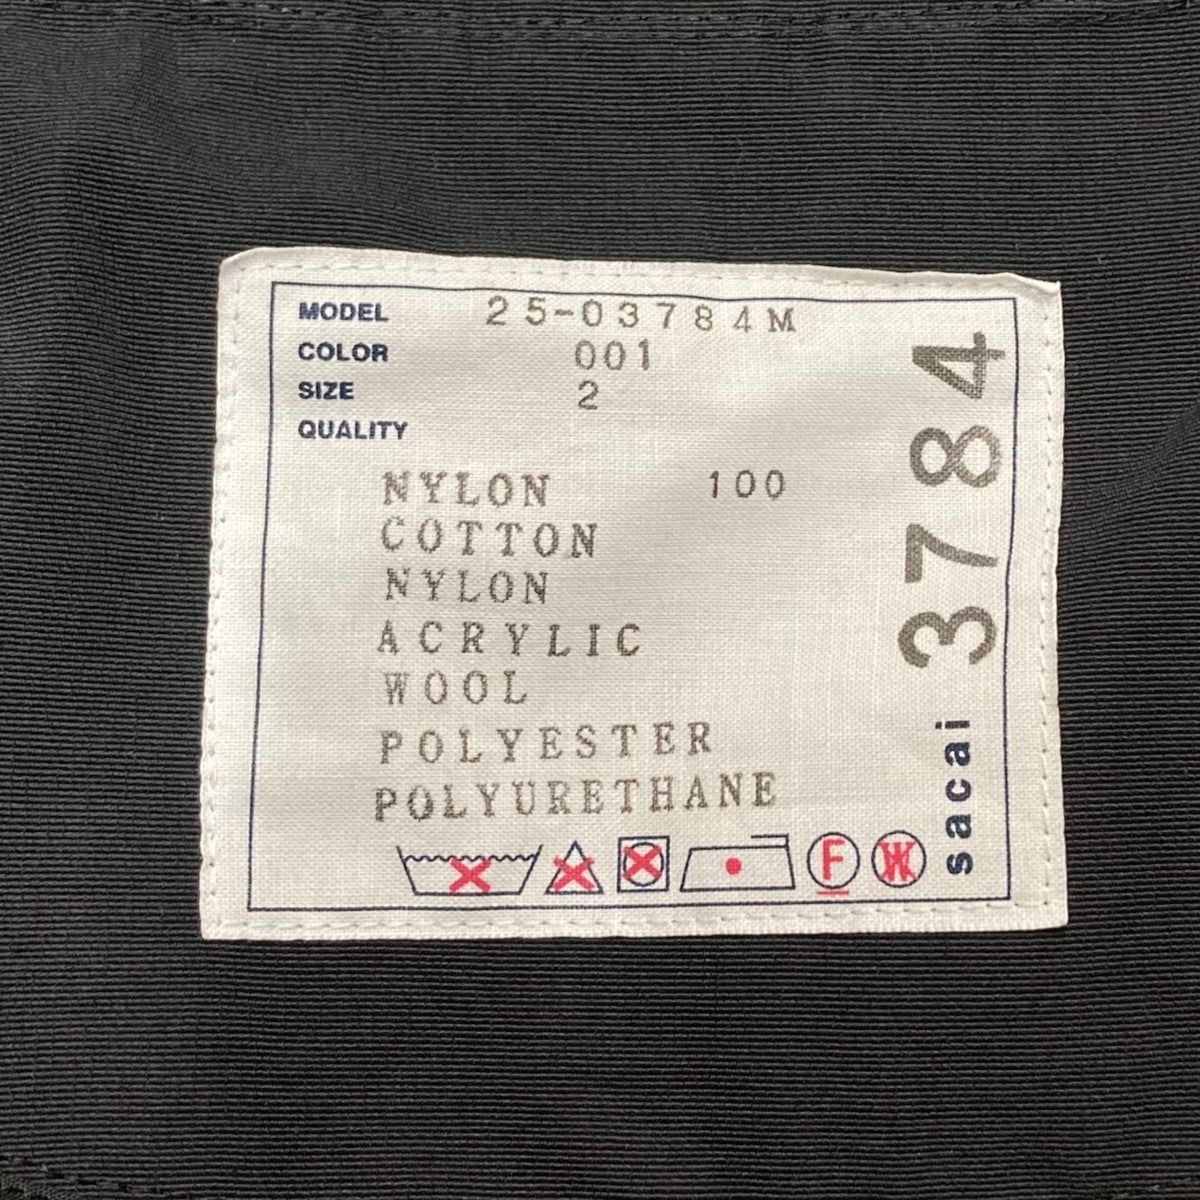 MODEL 25-03784M
COLOR 001
SIZE 2
QUALITY
NYLON 100
COTTON
NYLON
ACRYLIC
WOOL
POLYESTER
POLYURETHANE
F W
sacai 3784